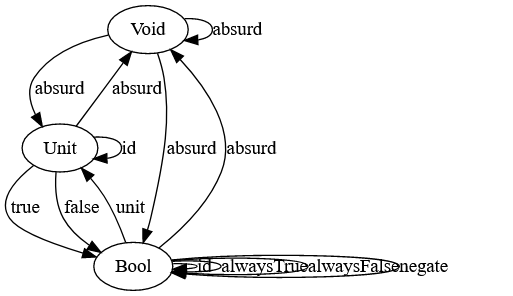 Void
absurd
absurd
absurd
Unit
id
absurd
absurd
true
false
unit
Bool
id
alwaysTrue
alwaysFalse
negate